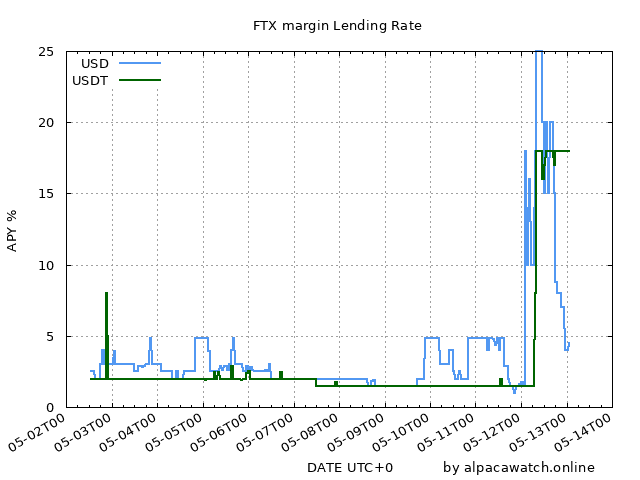 FTX margin Lending Rate
USD
USDT
25
20
15
10
5
0
APY %
05-02T00
05-03T00
05-04T00
05-05T00
05-06T00
05-07T00
05-08T00
05-09T00
05-10T00
05-11T00
05-12T00
05-13T00
05-14T00
DATE UTC+0 by alpacawatch.online